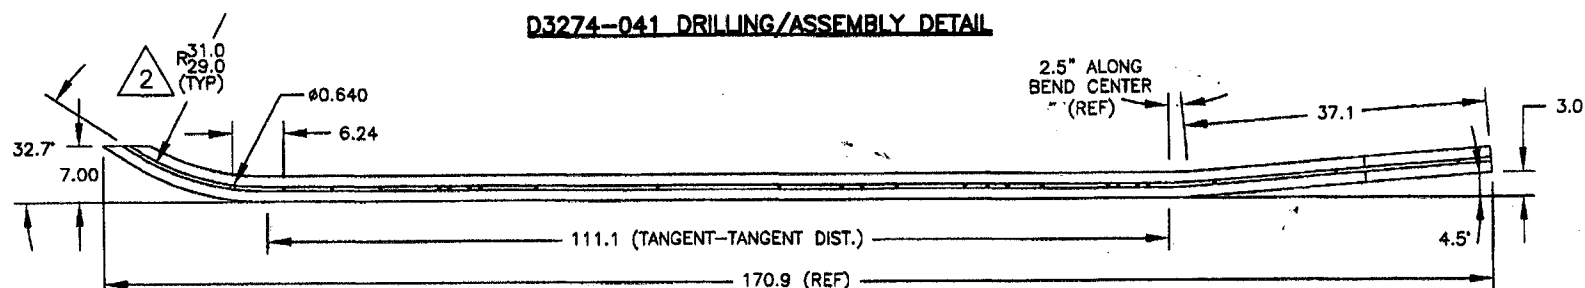 D3274-041 DRILLING/ASSEMBLY DETAIL
2
R31.0
29.0
(TYP)
ø0.640
6.24
2.5" ALONG
BEND CENTER
(REF)
37.1
3.0
32.7°
7.00
111.1 (TANGENT-TANGENT DIST.)
4.5°
170.9 (REF)